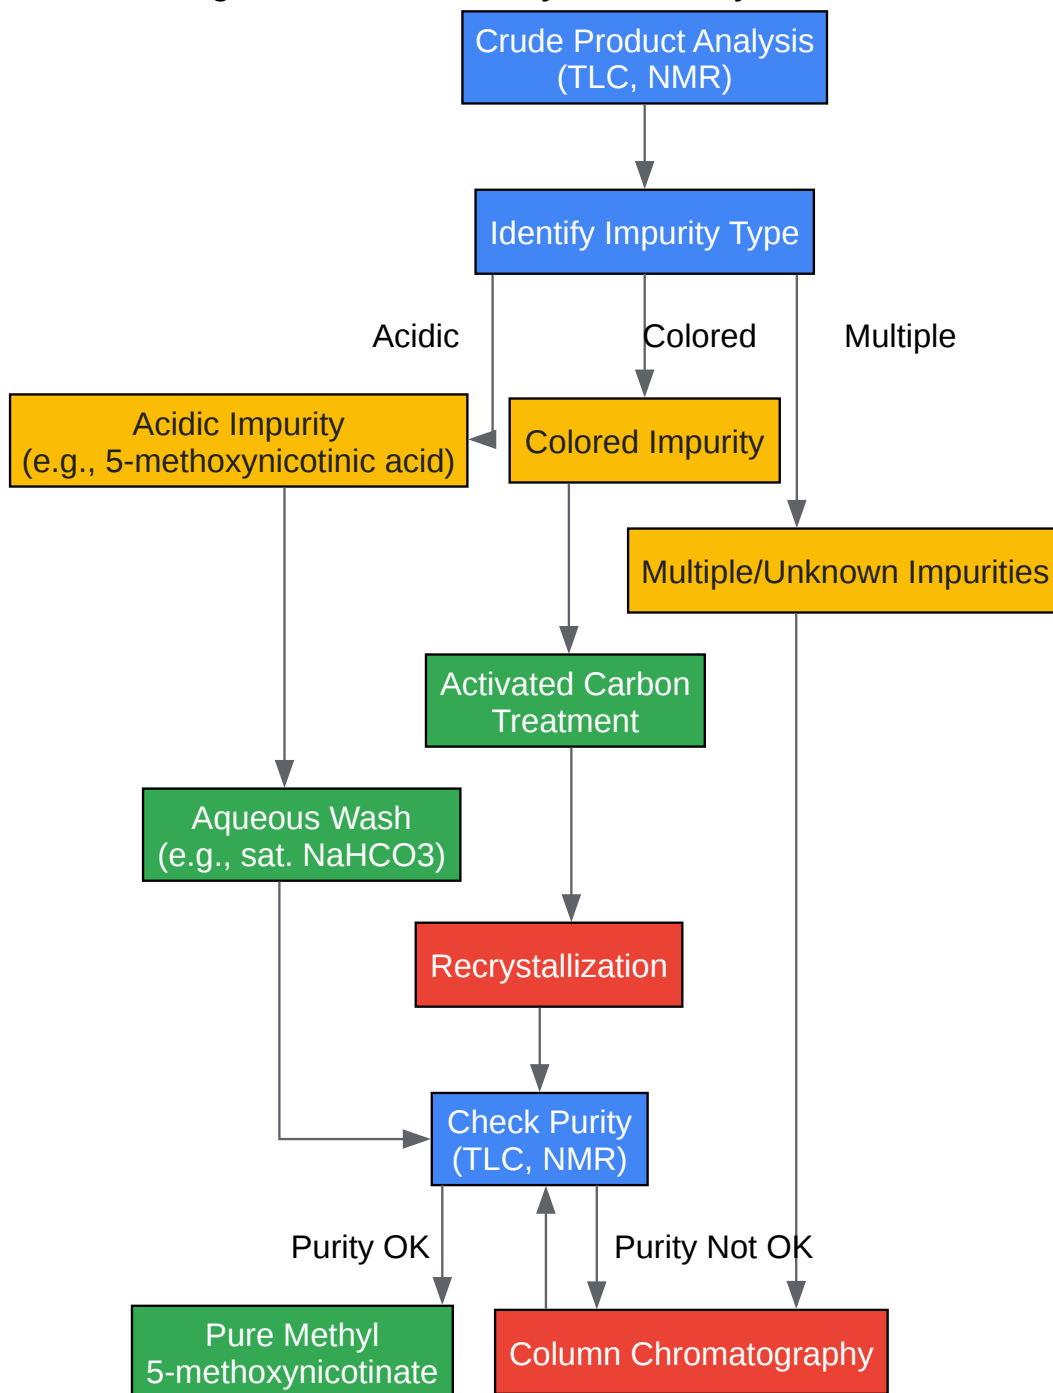 Crude Product Analysis
(TLC, NMR)
Identify Impurity Type
Acidic
Colored
Multiple
Acidic Impurity
(e.g., 5-methoxynicotinic acid)
Colored Impurity
Multiple/Unknown Impurities
Activated Carbon
Treatment
Aqueous Wash
(e.g., sat. NaHCO3)
Recrystallization
Check Purity
(TLC, NMR)
Purity OK
Purity Not OK
Pure Methyl
5-methoxynicotinate
Column Chromatography